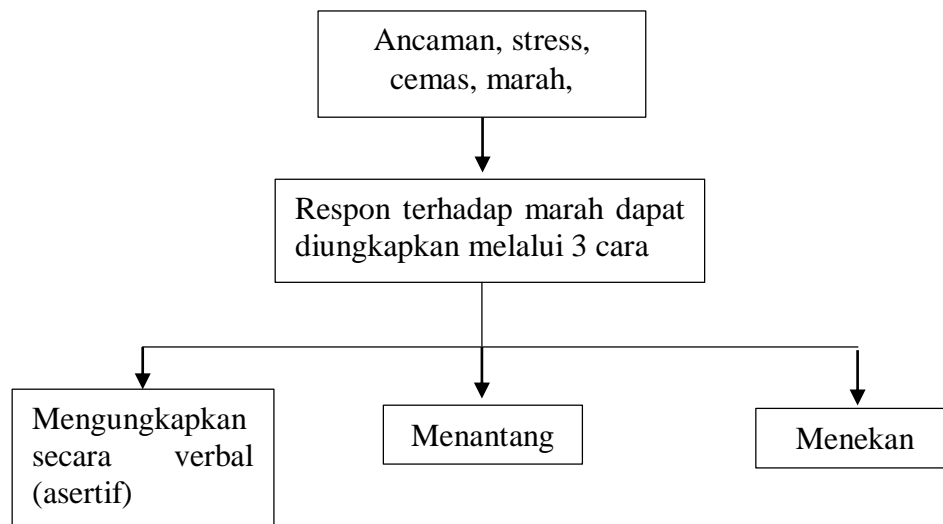 Ancaman, stress,
cemas, marah,
Respon terhadap marah dapat
diungkapkan melalui 3 cara
Mengungkapkan
secara verbal
(asertif)
Menantang
Menekan